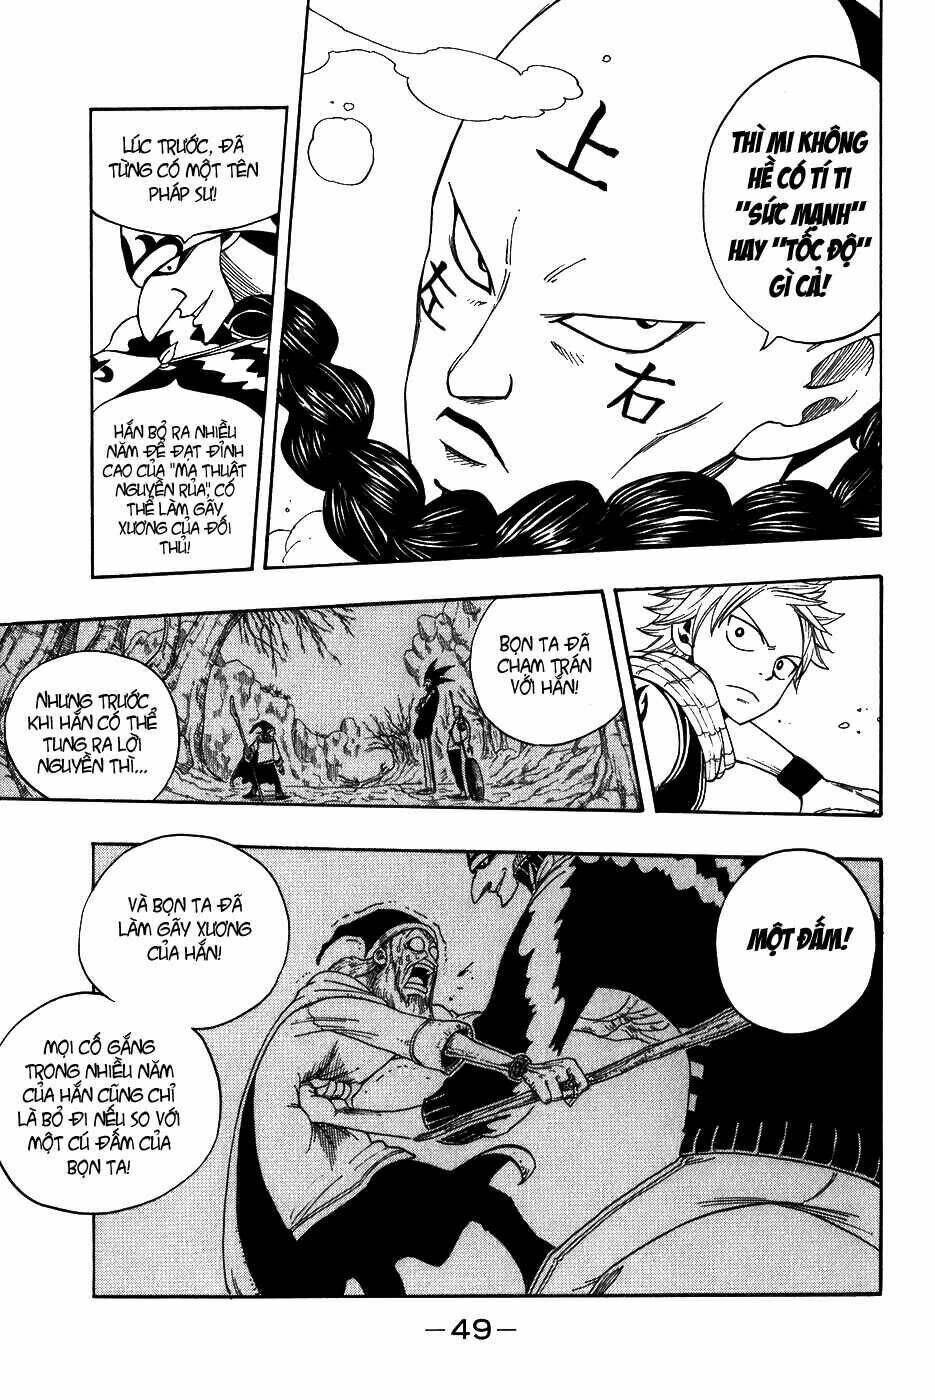 THÌ MI KHÔNG
HỀ CÓ TÍ TI
"SỨC MẠNH"
HAY "TỐC ĐỘ"
GÌ CẢ!
上
左
右
LÚC TRƯỚC, ĐÃ
TỪNG CÓ MỘT TÊN
PHÁP SƯ!
HẮN BỎ RA NHIỀU
NĂM ĐỂ ĐẠT ĐỈNH
CAO CỦA "MA THUẬT
NGUYỀN RỦA", CÓ
THỂ LÀM GÃY
XƯƠNG CỦA ĐỐI
THỦ!
BỌN TA ĐÃ
CHẠM TRÁN
VỚI HẮN!
NHƯNG TRƯỚC
KHI HẮN CÓ THỂ
TUNG RA LỜI
NGUYỀN THÌ...
MỘT ĐẤM!
VÀ BỌN TA ĐÃ
LÀM GÃY XƯƠNG
CỦA HẮN!
MỌI CỐ GẮNG
TRONG NHIỀU NĂM
CỦA HẮN CŨNG CHỈ
LÀ BỎ ĐI NẾU SO VỚI
MỘT CÚ ĐẤM CỦA
BỌN TA!
—49—